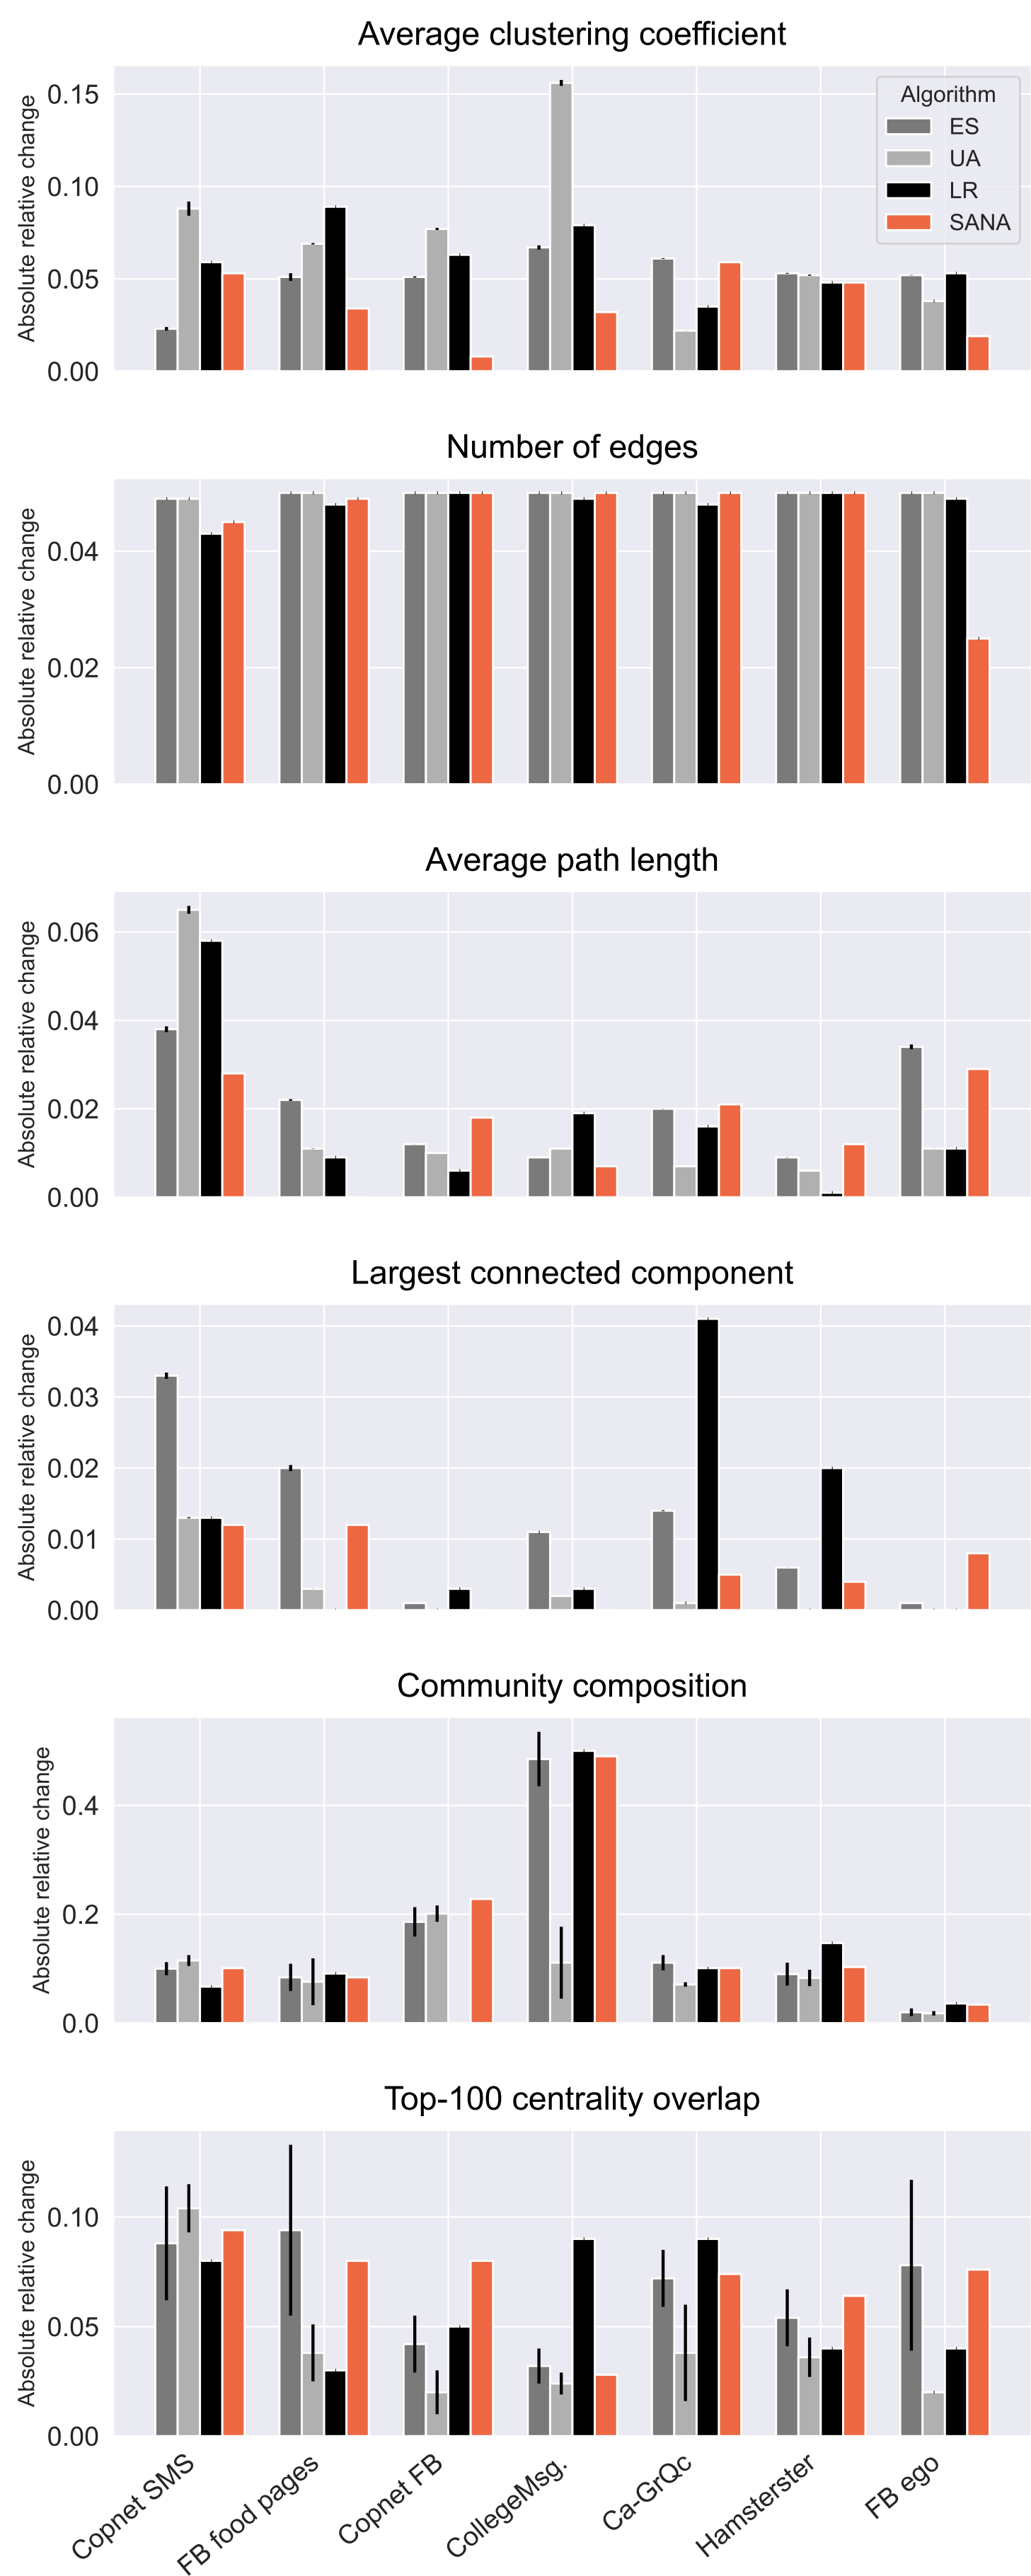 Average clustering coefficient
Absolute relative change
0.15
0.10
0.05
0.00
Algorithm
ES
UA
LR
SANA
Number of edges
Absolute relative change
0.04
0.02
0.00
Average path length
Absolute relative change
0.06
0.04
0.02
0.00
Largest connected component
Absolute relative change
0.04
0.03
0.02
0.01
0.00
Community composition
Absolute relative change
0.4
0.2
0.0
Top-100 centrality overlap
Absolute relative change
0.10
0.05
0.00
Copnet SMS
FB food pages
Copnet FB
CollegeMsg.
Ca-GrQc
Hamsterster
FB ego